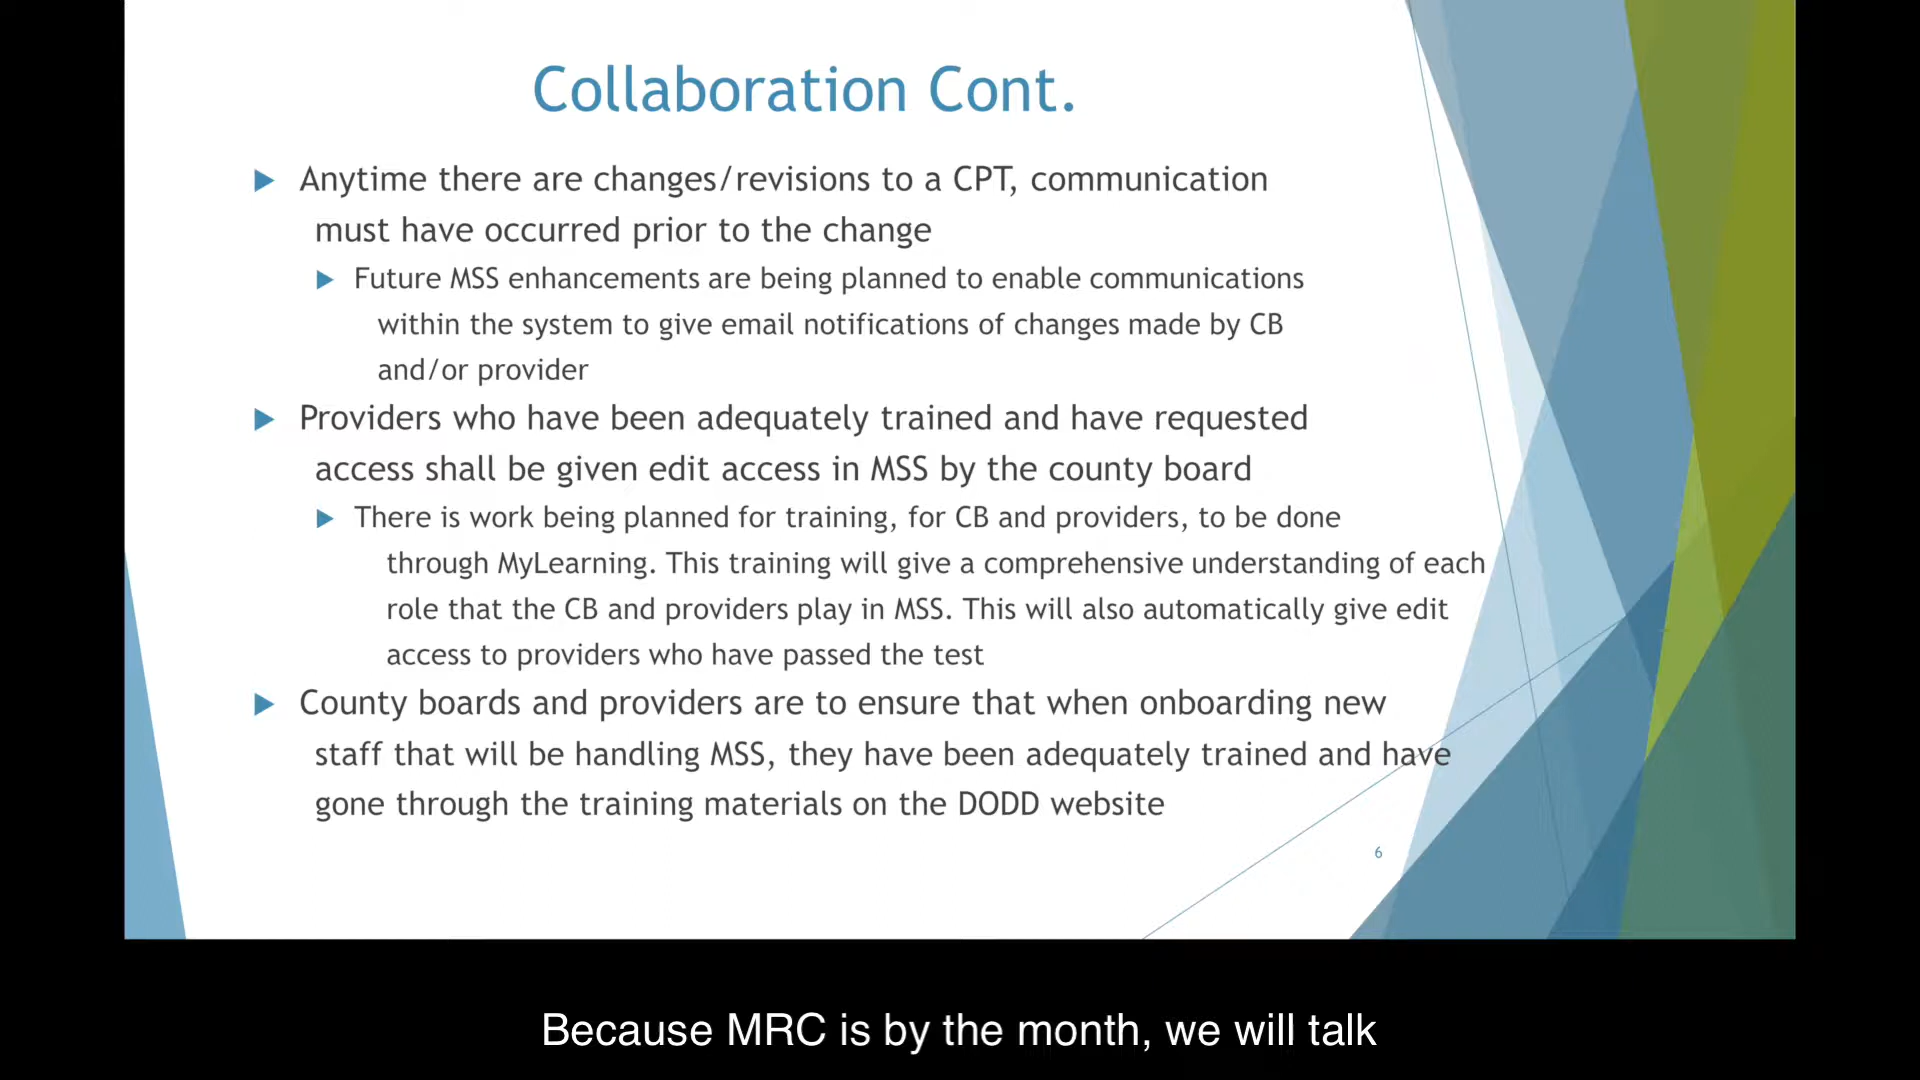 Collaboration Cont.
Anytime there are changes/revisions to a CPT, communication
must have occurred prior to the change
Future MSS enhancements are being planned to enable communications
within the system to give email notifications of changes made by CB
and/or provider
Providers who have been adequately trained and have requested
access shall be given edit access in MSS by the county board
There is work being planned for training, for CB and providers, to be done
through MyLearning. This training will give a comprehensive understanding of each
role that the CB and providers play in MSS. This will also automatically give edit
access to providers who have passed the test
County boards and providers are to ensure that when onboarding new
staff that will be handling MSS, they have been adequately trained and have
gone through the training materials on the DODD website
6
Because MRC is by the month, we will talk